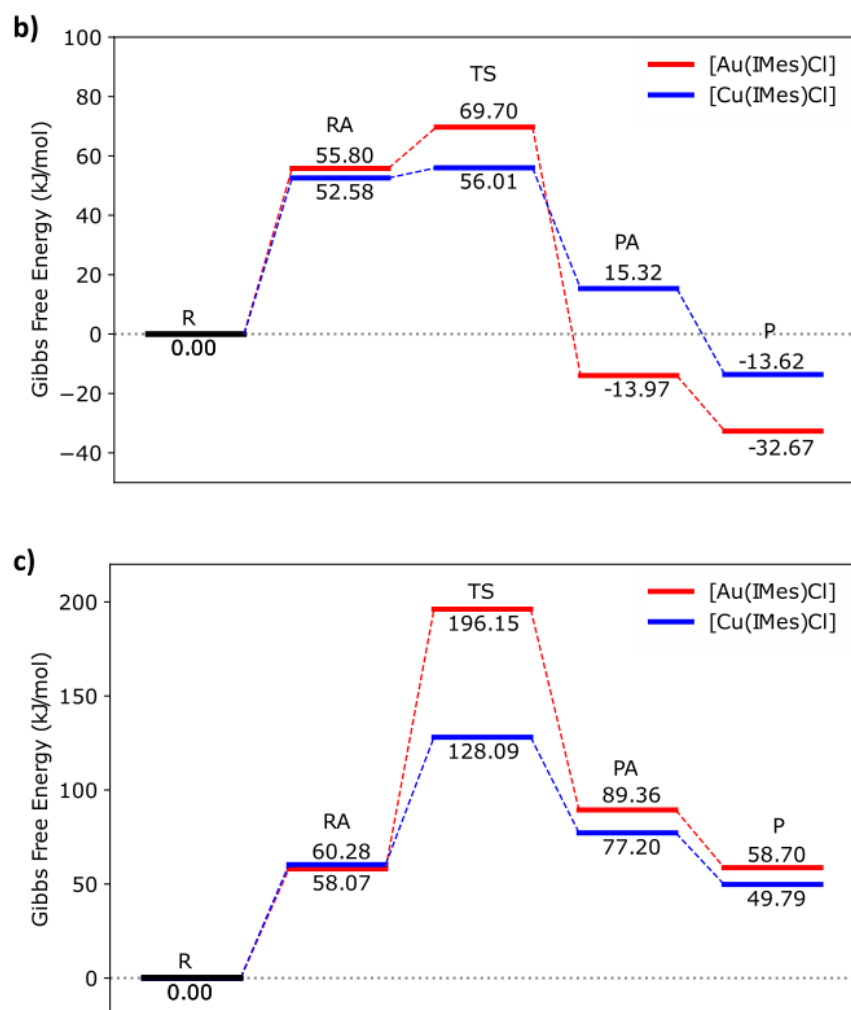 b)
100
80
60
40
20
0
−20
−40
Gibbs Free Energy (kJ/mol)
[Au(IMes)Cl]
[Cu(IMes)Cl]
R
0.00
RA
55.80
52.58
TS
69.70
56.01
PA
15.32
-13.97
P
-13.62
-32.67
c)
200
150
100
50
0
Gibbs Free Energy (kJ/mol)
[Au(IMes)Cl]
[Cu(IMes)Cl]
R
0.00
RA
60.28
58.07
TS
196.15
128.09
PA
89.36
77.20
P
58.70
49.79